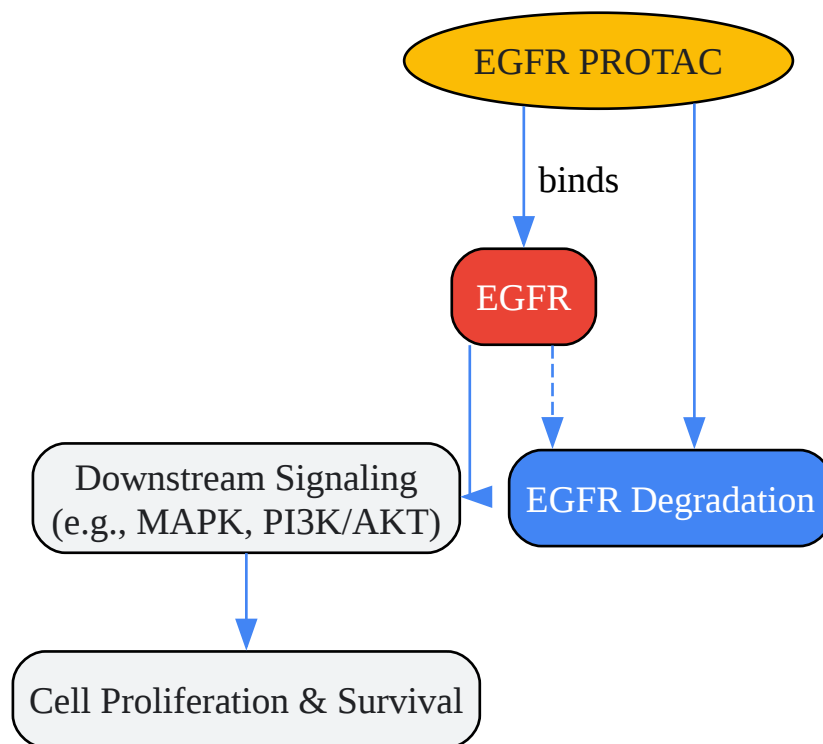 EGFR PROTAC
binds
EGFR
Downstream Signaling
(e.g., MAPK, PI3K/AKT)
EGFR Degradation
Cell Proliferation & Survival